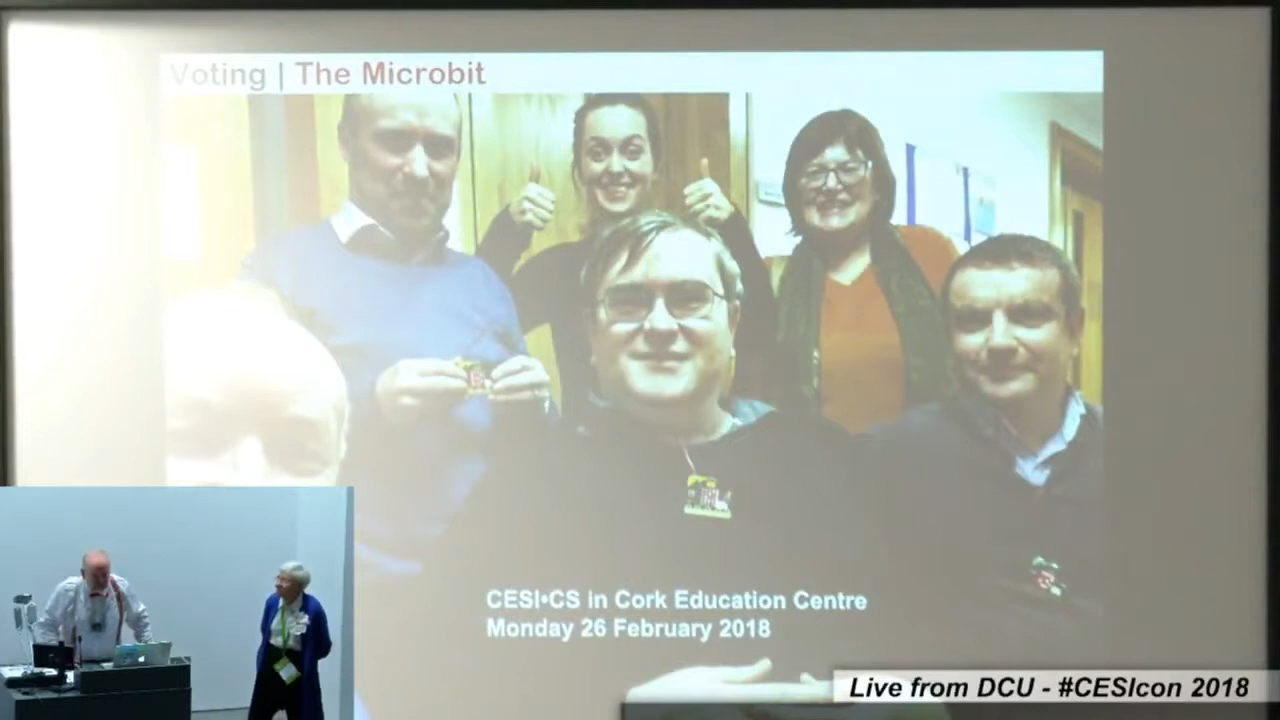 Voting | The Microbit
CESI•CS in Cork Education Centre
Monday 26 February 2018
Live from DCU - #CESIcon 2018